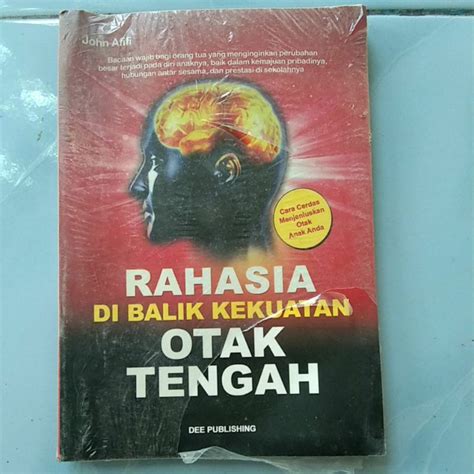 John Afifi
Bacaan wajib bagi orang tua yang menginginkan perubahan
besar terjadi pada diri anaknya, baik dalam kemajuan pribadinya,
hubungan antar sesama, dan prestasi di sekolahnya
Cara Cerdas
Menjeniuskan
Otak
Anak Anda
RAHASIA
DI BALIK KEKUATAN
OTAK
TENGAH
DEE PUBLISHING